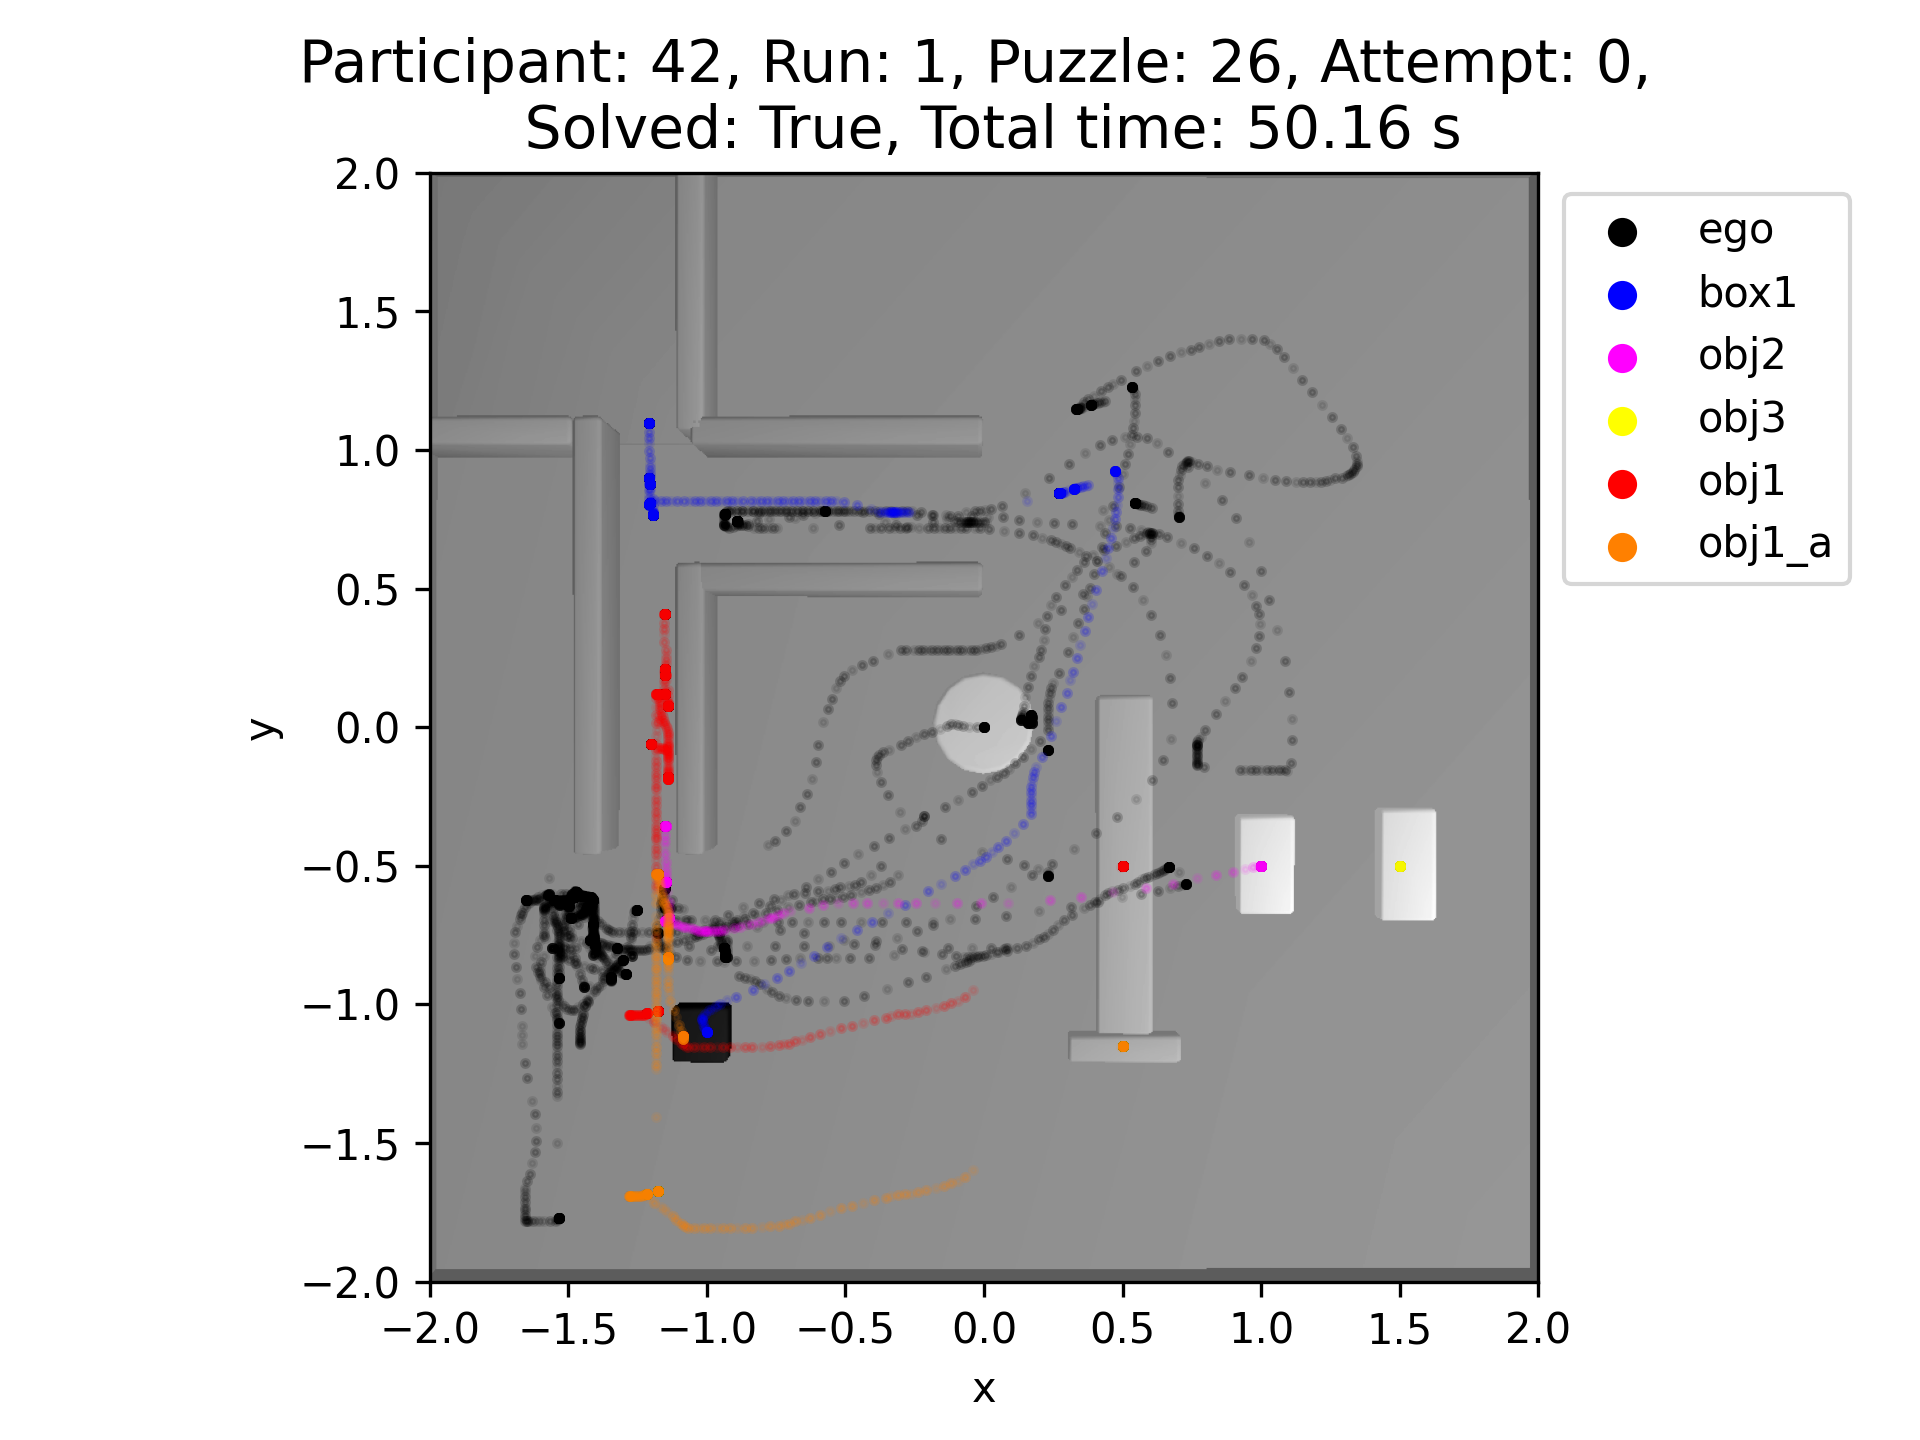 Participant: 42, Run: 1, Puzzle: 26, Attempt: 0,
Solved: True, Total time: 50.16 s
2.0
1.5
1.0
0.5
0.0
−0.5
−1.0
−1.5
−2.0
y
−2.0 −1.5 −1.0 −0.5 0.0 0.5 1.0 1.5 2.0
x
ego
box1
obj2
obj3
obj1
obj1_a